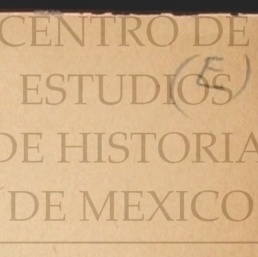 CENTRO DE
(E)
ESTUDIOS
DE HISTORIA
DE MEXICO